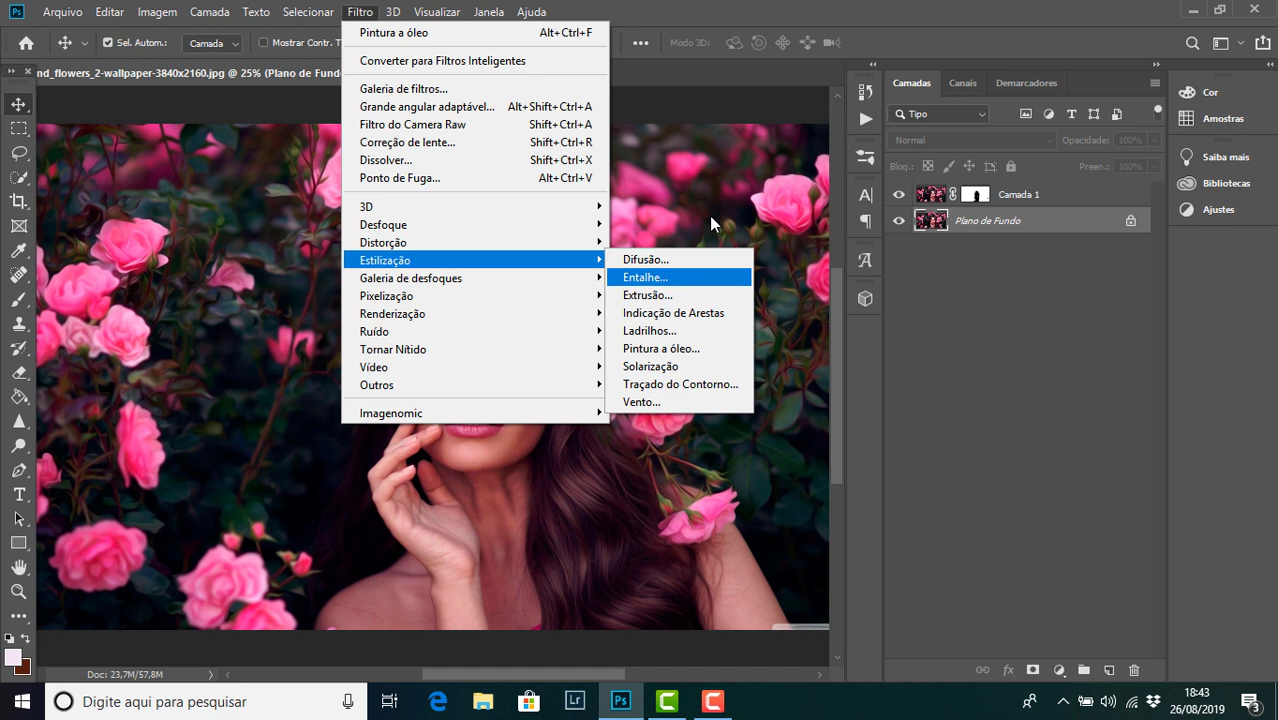 Ps Arquivo Editar Imagem Camada Texto Selecionar Filtro 3D Visualizar Janela Ajuda
Select. Autom.: Camada Mostrar Contr. T Modo 3D:
nd_flowers_2-wallpaper-3840x2160.jpg @ 25% (Plano de Fund
Pintura a óleo Alt+Ctrl+F
Converter para Filtros Inteligentes
Galeria de filtros...
Grande angular adaptável... Alt+Shift+Ctrl+A
Filtro do Camera Raw Shift+Ctrl+A
Correção de lente... Shift+Ctrl+R
Dissolver... Shift+Ctrl+X
Ponto de Fuga... Alt+Ctrl+V
3D
Desfoque
Distorção
Estilização
Galeria de desfoques
Pixelização
Renderização
Ruído
Tornar Nítido
Vídeo
Outros
Imagenomic
Difusão...
Entalhe...
Extrusão...
Indicação de Arestas
Ladrilhos...
Pintura a óleo...
Solarização
Traçado do Contorno...
Vento...
Camadas Canais Demarcadores
Tipo
Normal Opacidade: 100%
Bloq.: Preen.: 100%
Camada 1
Plano de Fundo
Cor
Amostras
Saiba mais
Bibliotecas
Ajustes
Doc: 23,7M/57,8M
Digite aqui para pesquisar
Lr Ps
18:43
26/08/2019
3